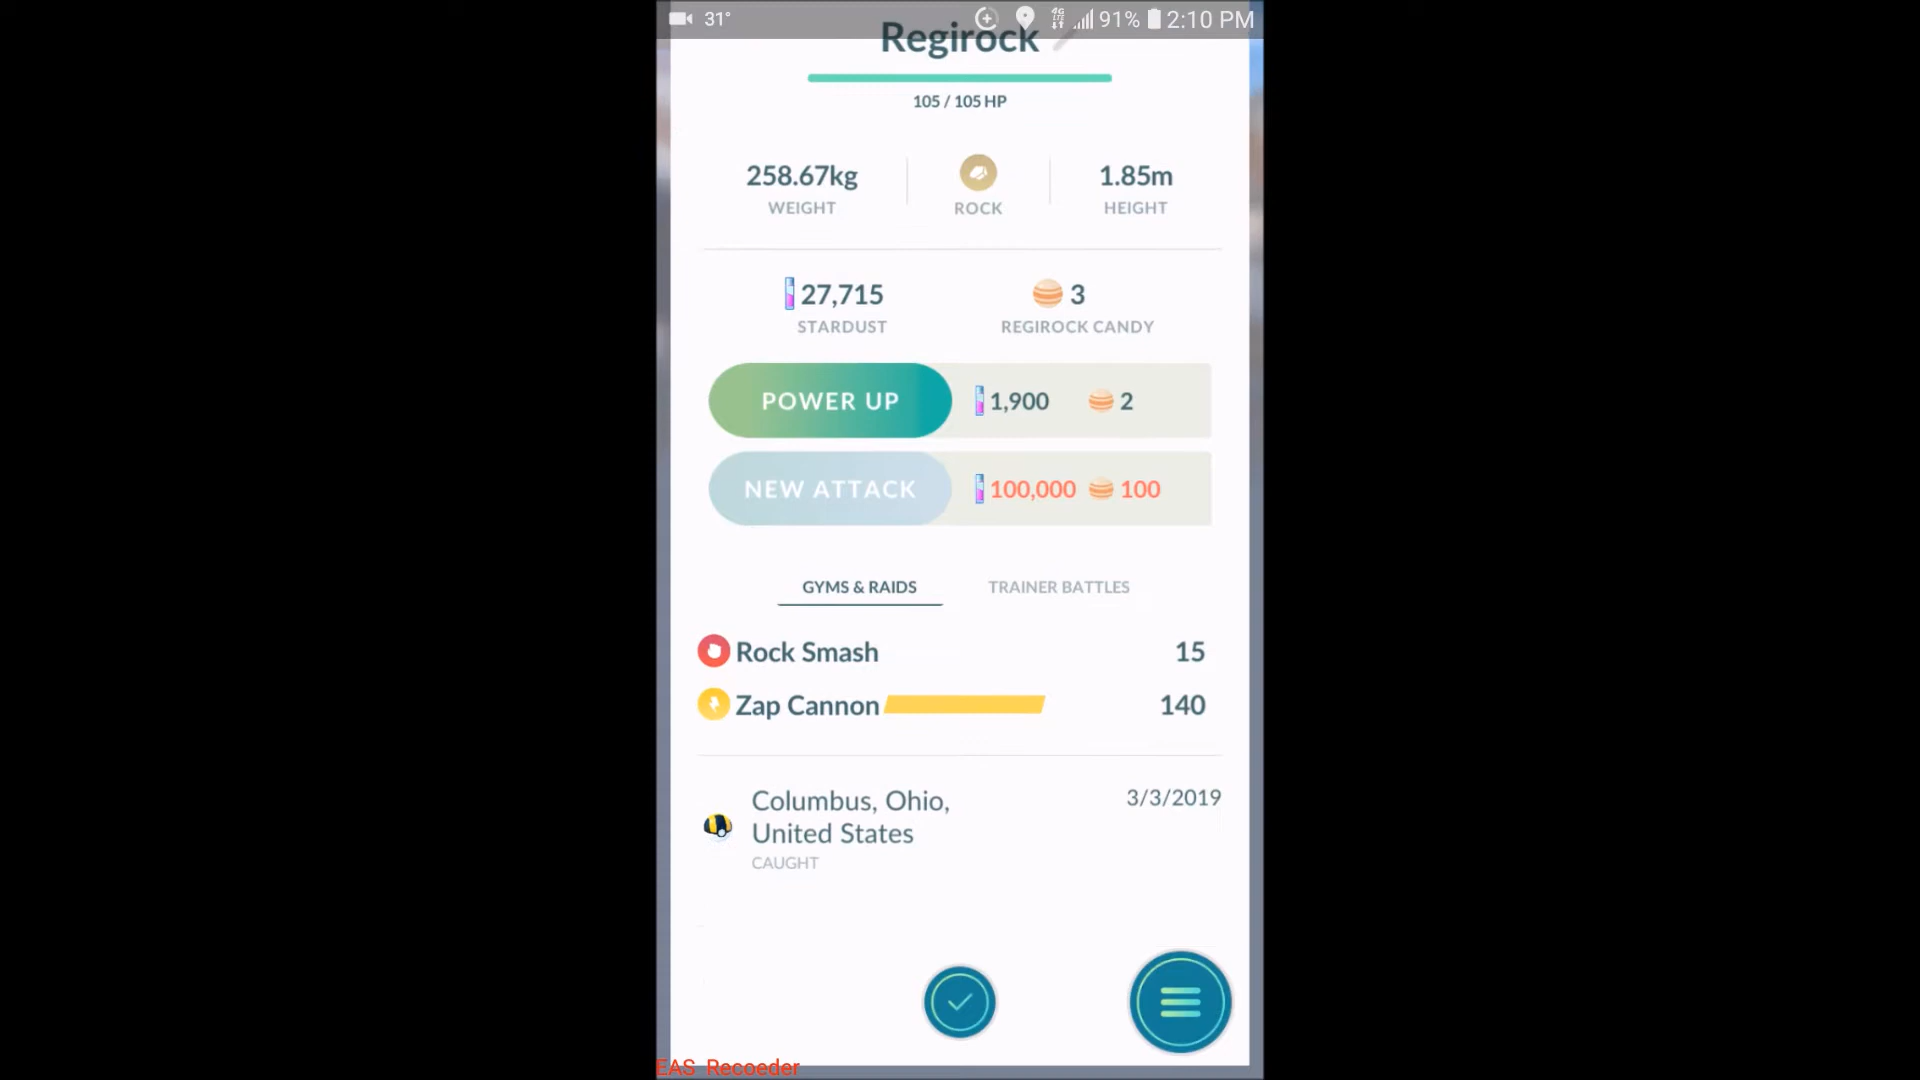 31° 4G LTE 91% 2:10 PM
Regirock
105 / 105 HP
258.67kg 1.85m
WEIGHT ROCK HEIGHT
27,715 3
STARDUST REGIROCK CANDY
POWER UP 1,900 2
NEW ATTACK 100,000 100
GYMS & RAIDS TRAINER BATTLES
Rock Smash 15
Zap Cannon 140
Columbus, Ohio, 3/3/2019
United States
CAUGHT
EAS Recoeder